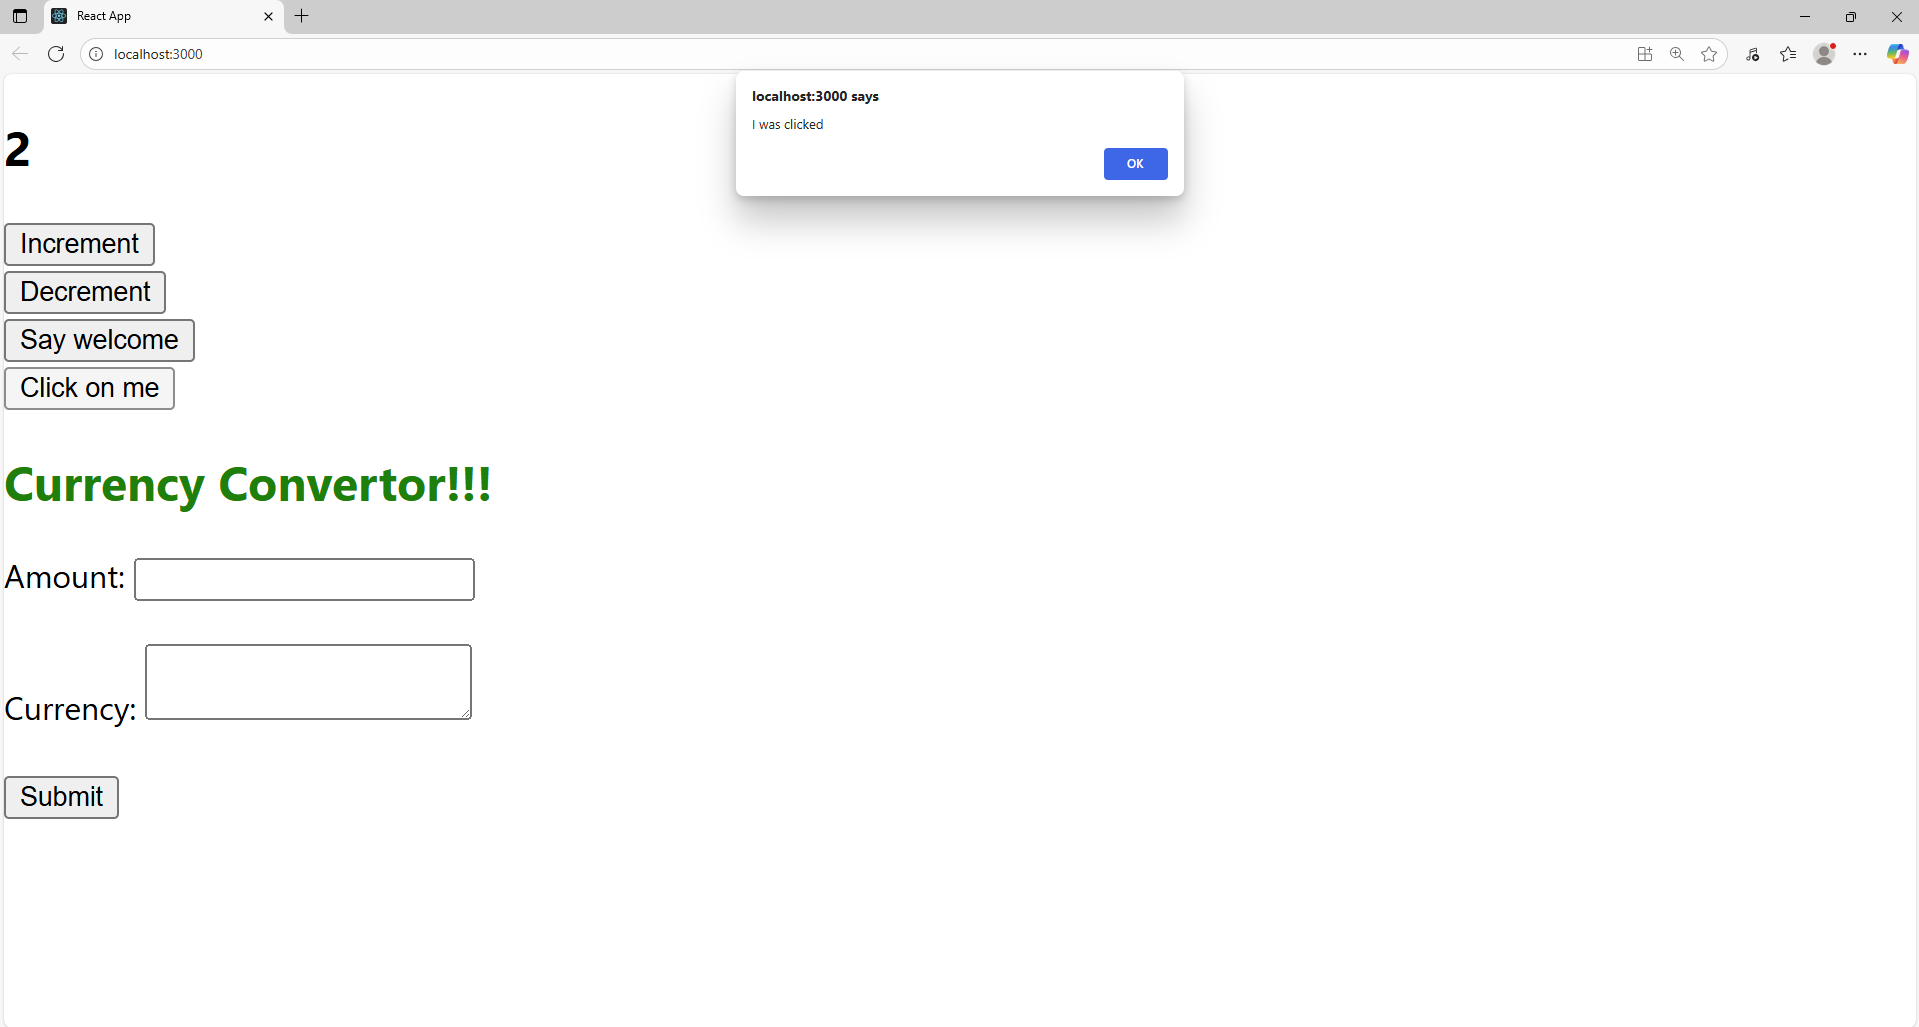 React App
localhost:3000
localhost:3000 says
I was clicked
OK
2
Increment
Decrement
Say welcome
Click on me
Currency Convertor!!!
Amount:
Currency:
Submit